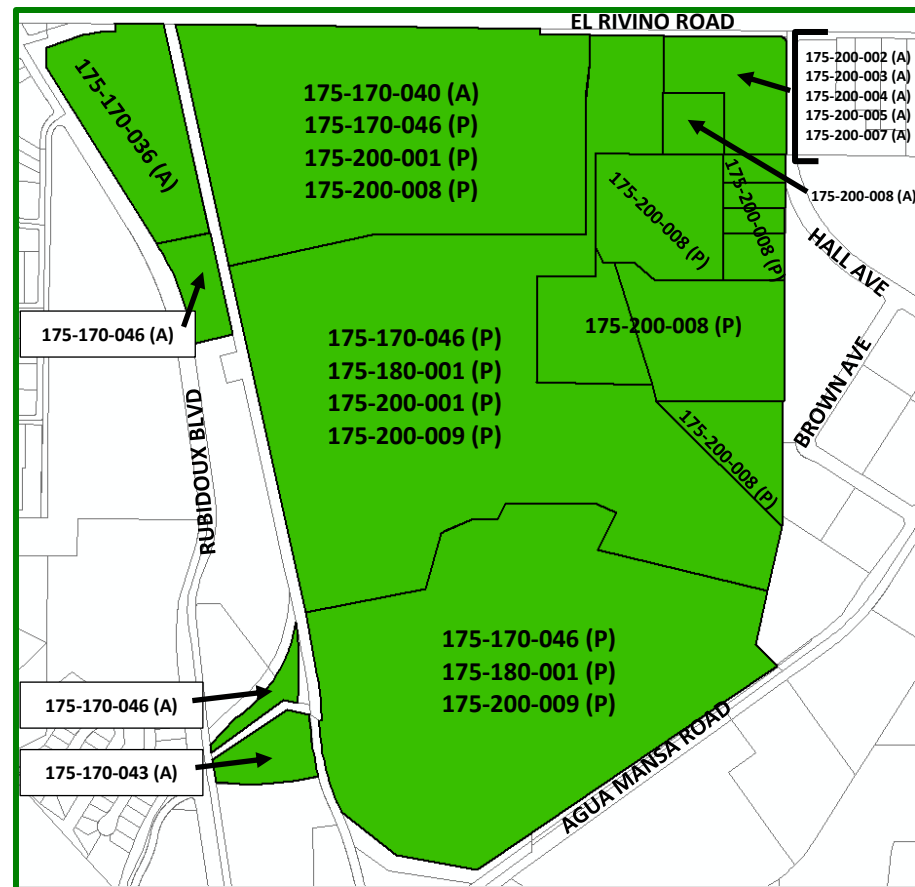 EL RIVINO ROAD
175-200-002 (A)
175-200-003 (A)
175-200-004 (A)
175-200-005 (A)
175-200-007 (A)
175-170-036 (A)
175-170-040 (A)
175-170-046 (P)
175-200-001 (P)
175-200-008 (P)
175-200-008 (A)
175-200-008 (P)
175-200-008 (P)
HALL AVE
175-170-046 (A)
175-200-008 (P)
175-170-046 (P)
175-180-001 (P)
175-200-001 (P)
175-200-009 (P)
BROWN AVE
RUBIDOUX BLVD
175-200-008 (P)
175-170-046 (P)
175-180-001 (P)
175-200-009 (P)
175-170-046 (A)
175-170-043 (A)
AGUA MANSA ROAD